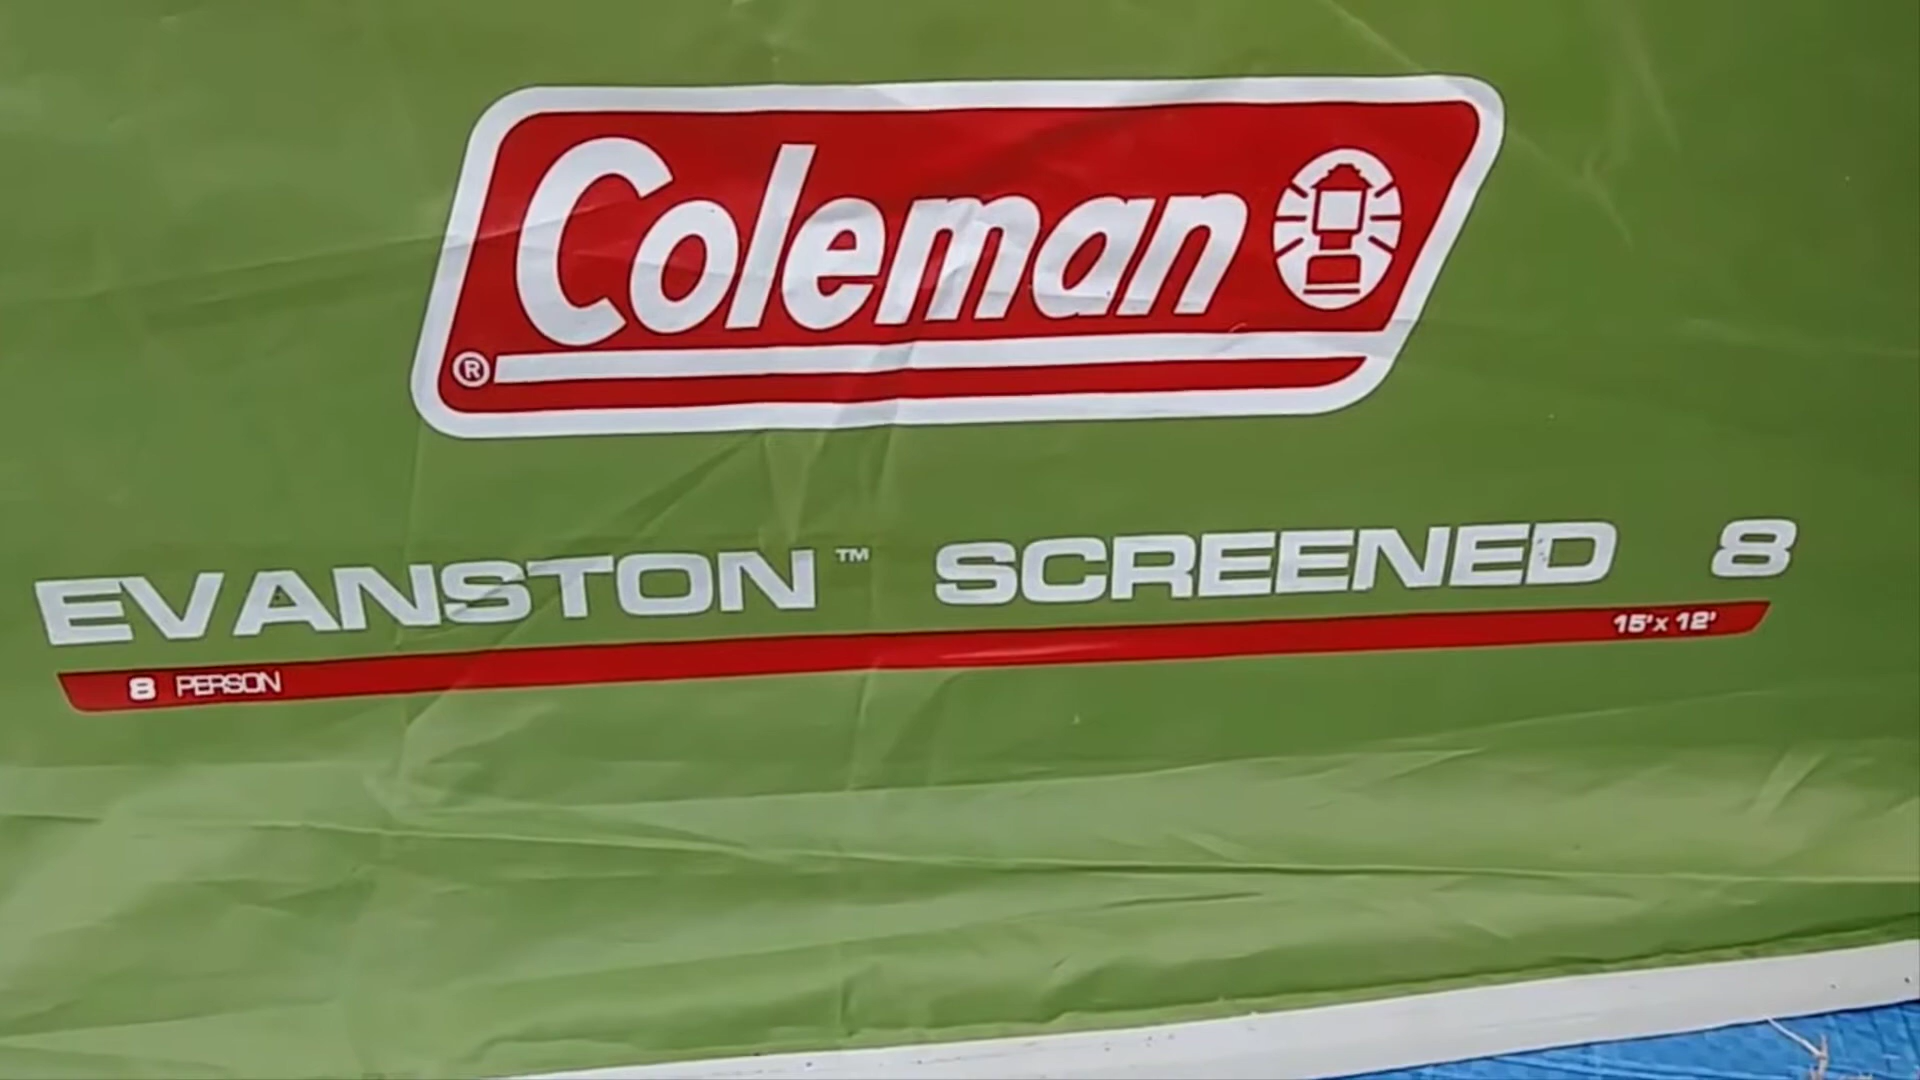 Coleman
®
EVANSTON™ SCREENED 8
8 PERSON 15'x 12'